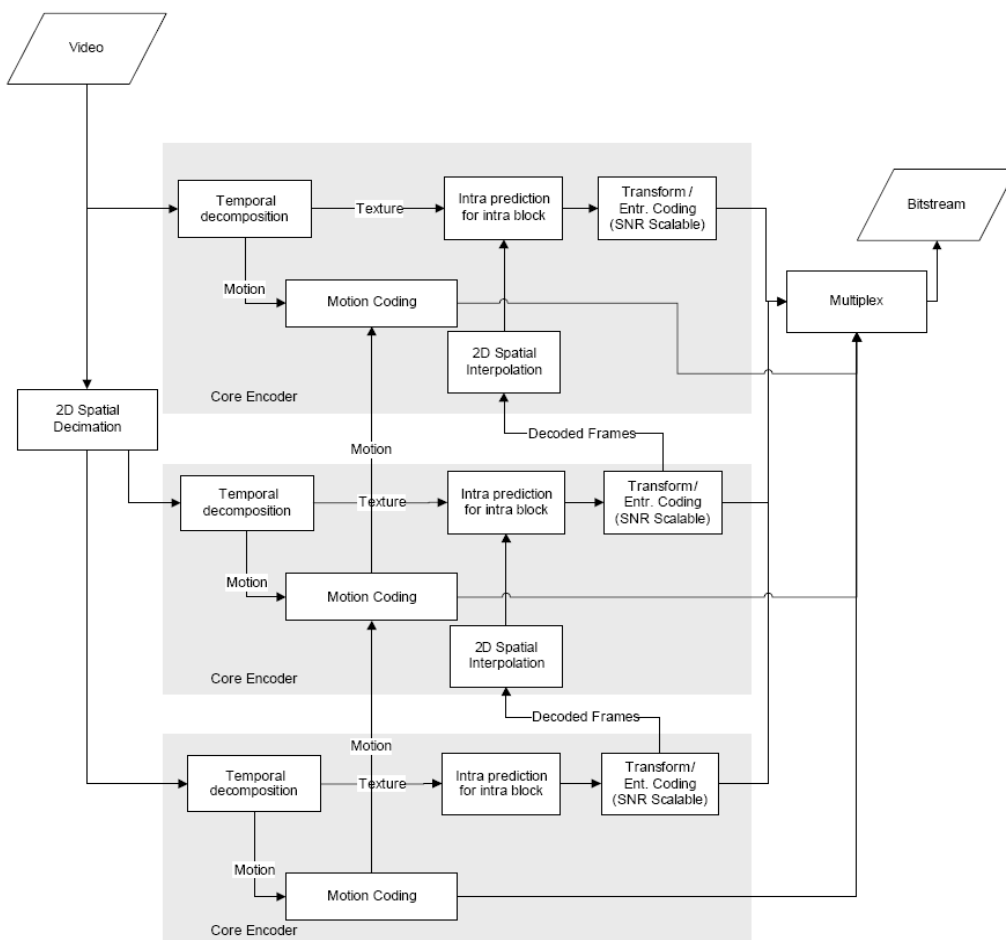 Video
Temporal
decomposition
Texture
Intra prediction
for intra block
Transform /
Entr. Coding
(SNR Scalable)
Bitstream
Motion
Motion Coding
Multiplex
2D Spatial
Interpolation
Core Encoder
2D Spatial
Decimation
Decoded Frames
Motion
Temporal
decomposition
Texture
Intra prediction
for intra block
Transform/
Entr. Coding
(SNR Scalable)
Motion
Motion Coding
2D Spatial
Interpolation
Core Encoder
Decoded Frames
Motion
Temporal
decomposition
Texture
Intra prediction
for intra block
Transform/
Ent. Coding
(SNR Scalable)
Motion
Motion Coding
Core Encoder